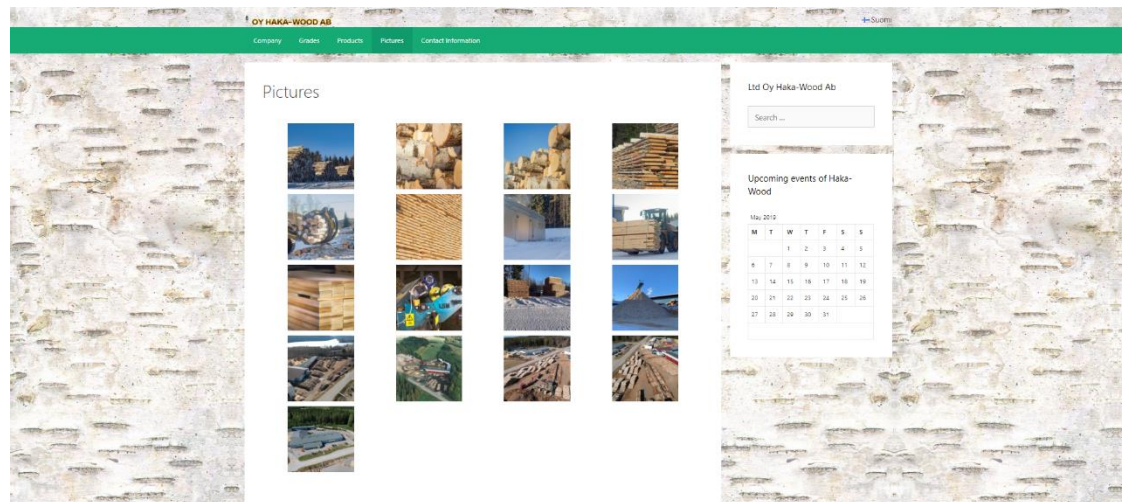 OY HAKA-WOOD AB
Suomi
Company Grades Products Pictures Contact Information
Pictures
Ltd Oy Haka-Wood Ab
Search ...
Upcoming events of Haka-
Wood
May 2019
M T W T F S S
1 2 3 4 5
6 7 8 9 10 11 12
13 14 15 16 17 18 19
20 21 22 23 24 25 26
27 28 29 30 31